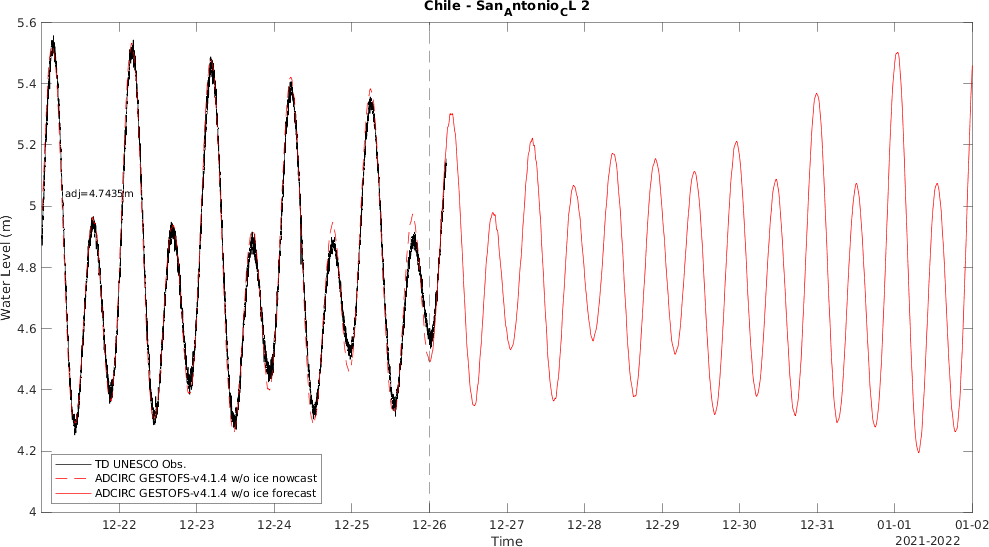 Chile - San_Antonio_CL 2
5.6
5.4
5.2
5
4.8
4.6
4.4
4.2
4
Water Level (m)
adj=4.7435m
TD UNESCO Obs.
ADCIRC GESTOFS-v4.1.4 w/o ice nowcast
ADCIRC GESTOFS-v4.1.4 w/o ice forecast
12-22 12-23 12-24 12-25 12-26 12-27 12-28 12-29 12-30 12-31 01-01 01-02
Time
2021-2022